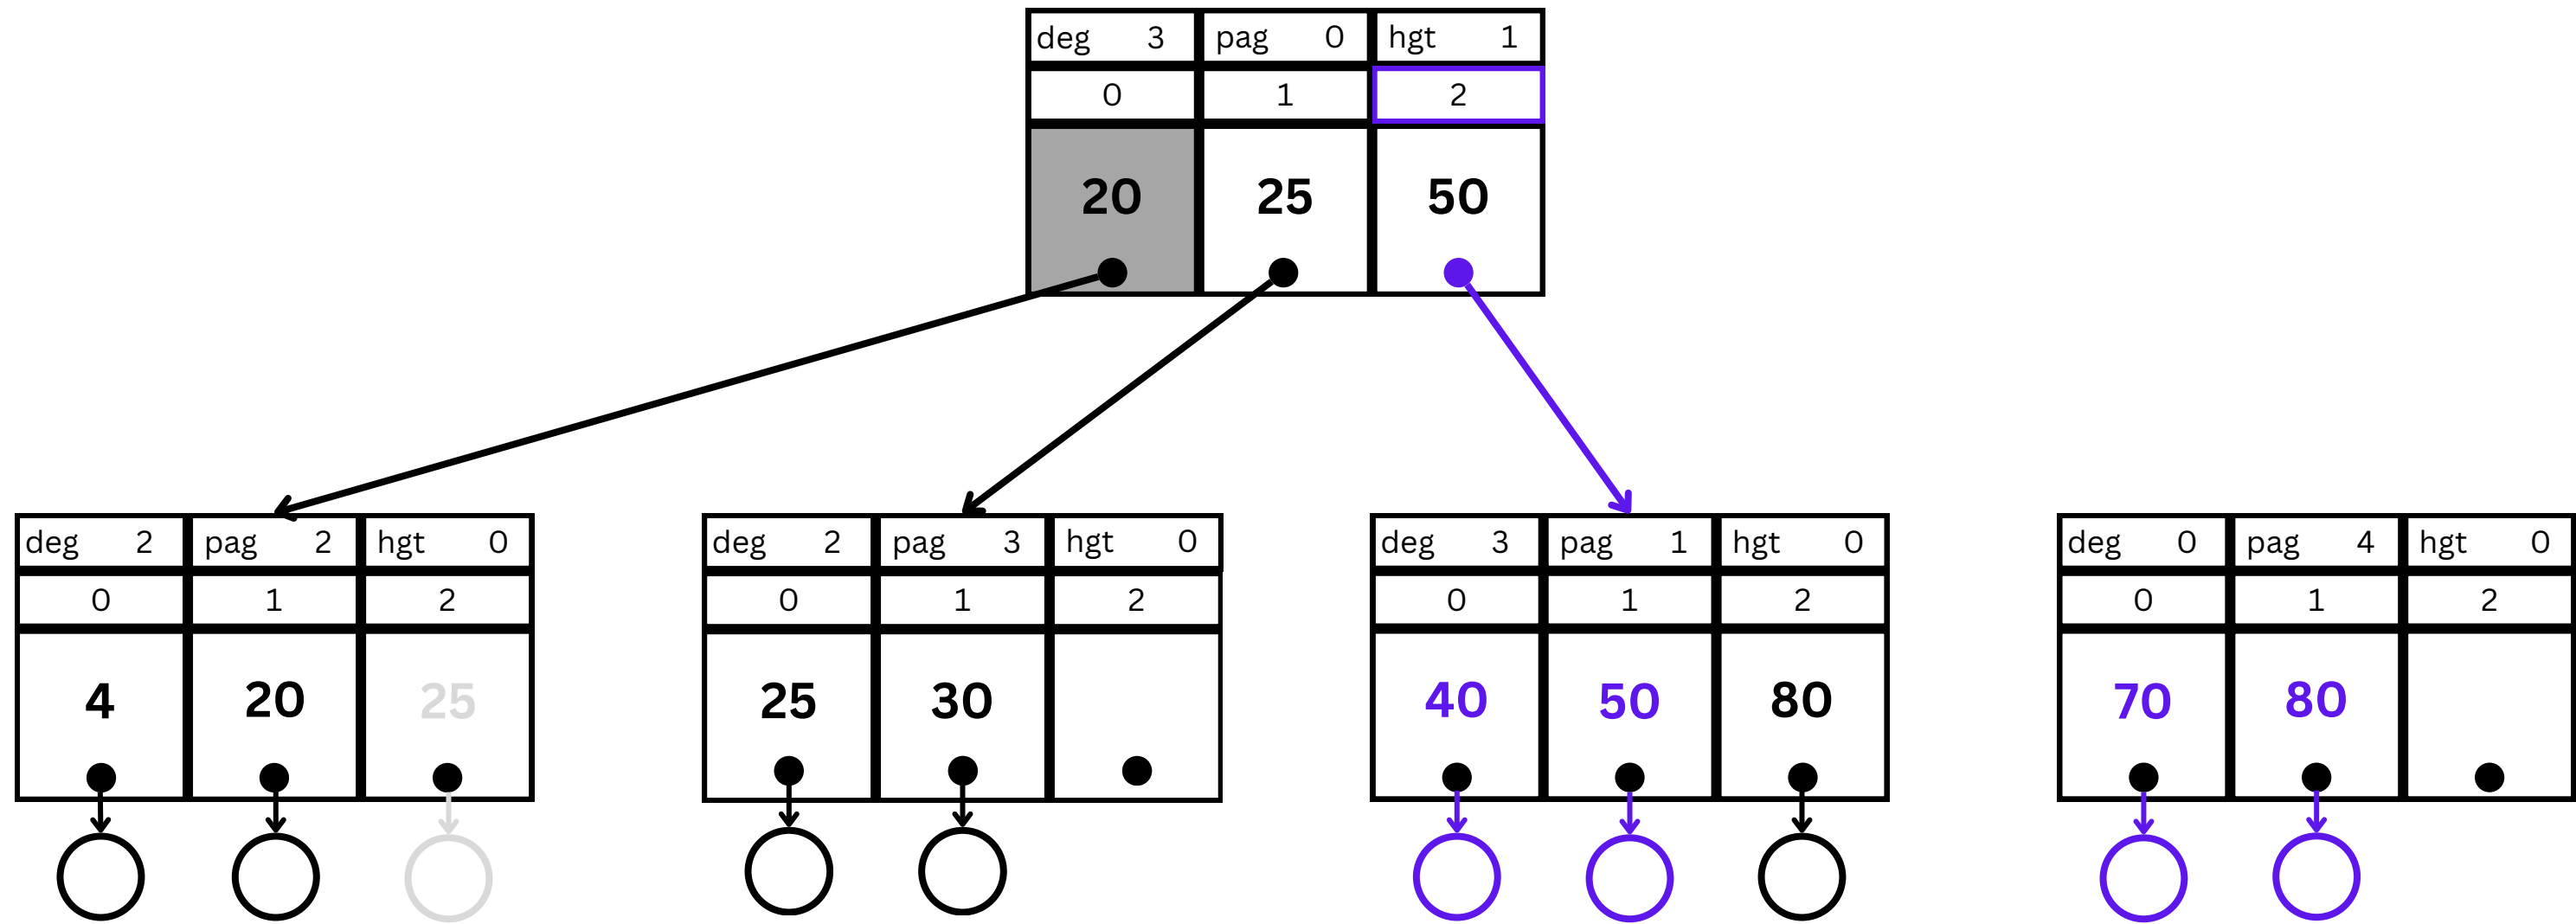 deg 3 pag 0 hgt 1
0 1 2
20 25 50
deg 2 pag 2 hgt 0
0 1 2
4 20 25
deg 2 pag 3 hgt 0
0 1 2
25 30
deg 3 pag 1 hgt 0
0 1 2
40 50 80
deg 0 pag 4 hgt 0
0 1 2
70 80